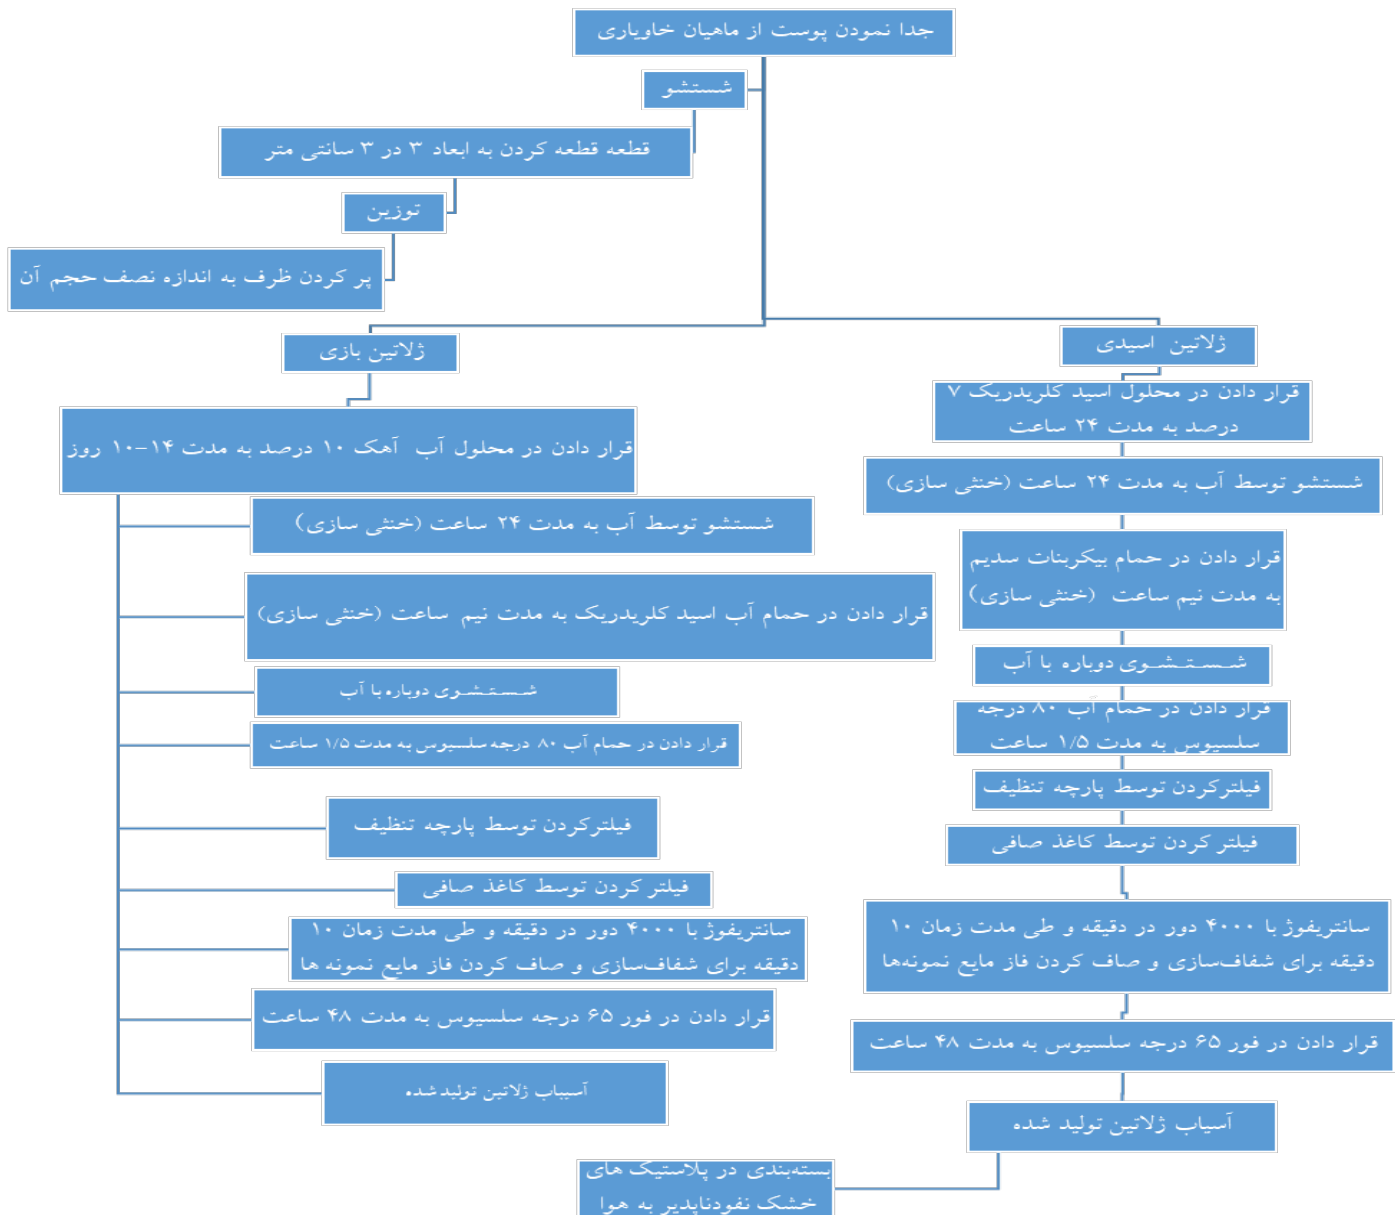 جدا نمودن پوست از ماهیان خاویاری
شستشو
قطعه قطعه کردن به ابعاد ۳ در ۳ سانتی متر
توزین
پر کردن ظرف به اندازه نصف حجم آن
ژلاتین بازی
قرار دادن در محلول آب آهک ۱۰ درصد به مدت ۱۴-۱۰ روز
شستشو توسط آب به مدت ۲۴ ساعت (خنثی سازی)
قرار دادن در حمام آب اسید کلریدریک به مدت نیم ساعت (خنثی سازی)
شـسـتـشـوی دوباره با آب
قرار دادن در حمام آب ۸۰ درجه سلسیوس به مدت ۱/۵ ساعت
فیلترکردن توسط پارچه تنظیف
فیلتر کردن توسط کاغذ صافی
سانتریفوژ با ۴۰۰۰ دور در دقیقه و طی مدت زمان ۱۰
دقیقه برای شفاف‌سازی و صاف کردن فاز مایع نمونه ها
قرار دادن در فور ۶۵ درجه سلسیوس به مدت ۴۸ ساعت
آسیباب ژلاتین تولید شده
ژلاتین اسیدی
قرار دادن در محلول اسید کلریدریک ۷
درصد به مدت ۲۴ ساعت
شستشو توسط آب به مدت ۲۴ ساعت (خنثی سازی)
قرار دادن در حمام بیکربنات سدیم
به مدت نیم ساعت (خنثی سازی)
شـسـتـشـوی دوباره با آب
قرار دادن در حمام آب ۸۰ درجه
سلسیوس به مدت ۱/۵ ساعت
فیلترکردن توسط پارچه تنظیف
فیلتر کردن توسط کاغذ صافی
سانتریفوژ با ۴۰۰۰ دور در دقیقه و طی مدت زمان ۱۰
دقیقه برای شفاف‌سازی و صاف کردن فاز مایع نمونه‌ها
قرار دادن در فور ۶۵ درجه سلسیوس به مدت ۴۸ ساعت
آسیاب ژلاتین تولید شده
بسته‌بندی در پلاستیک های
خشک نفودناپدیر به هوا